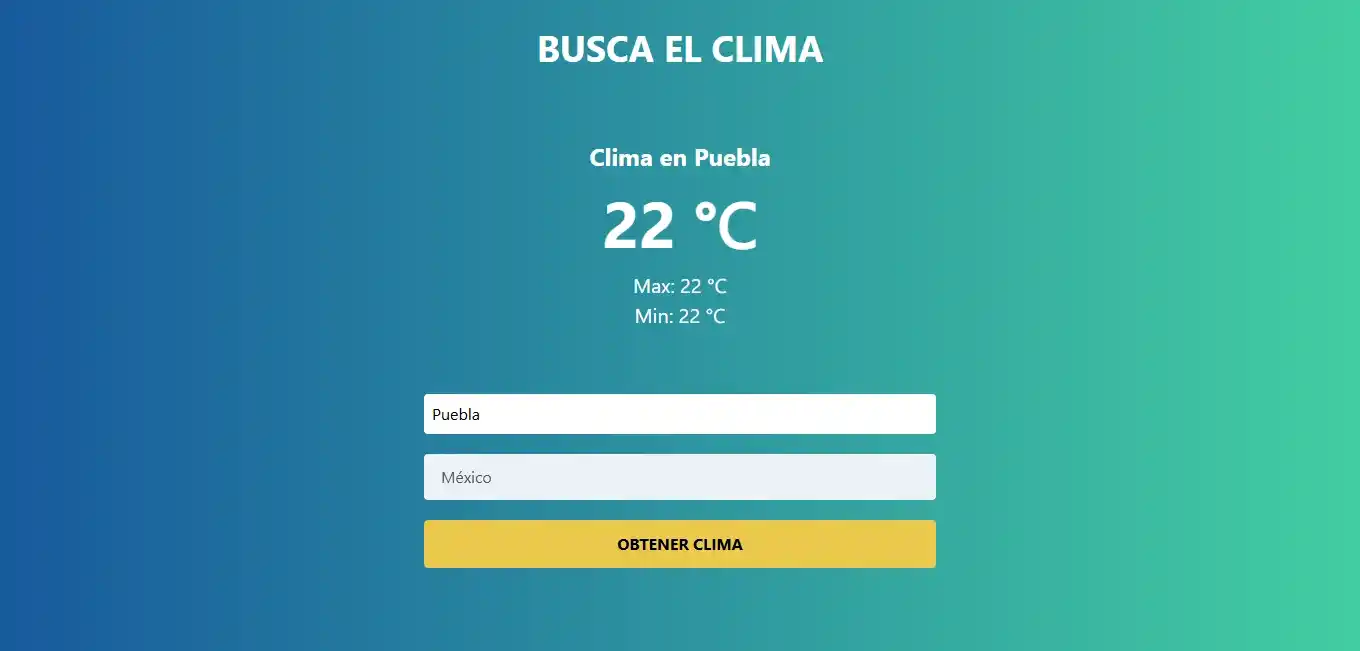 BUSCA EL CLIMA
Clima en Puebla
22 °C
Max: 22 °C
Min: 22 °C
Puebla
México
OBTENER CLIMA